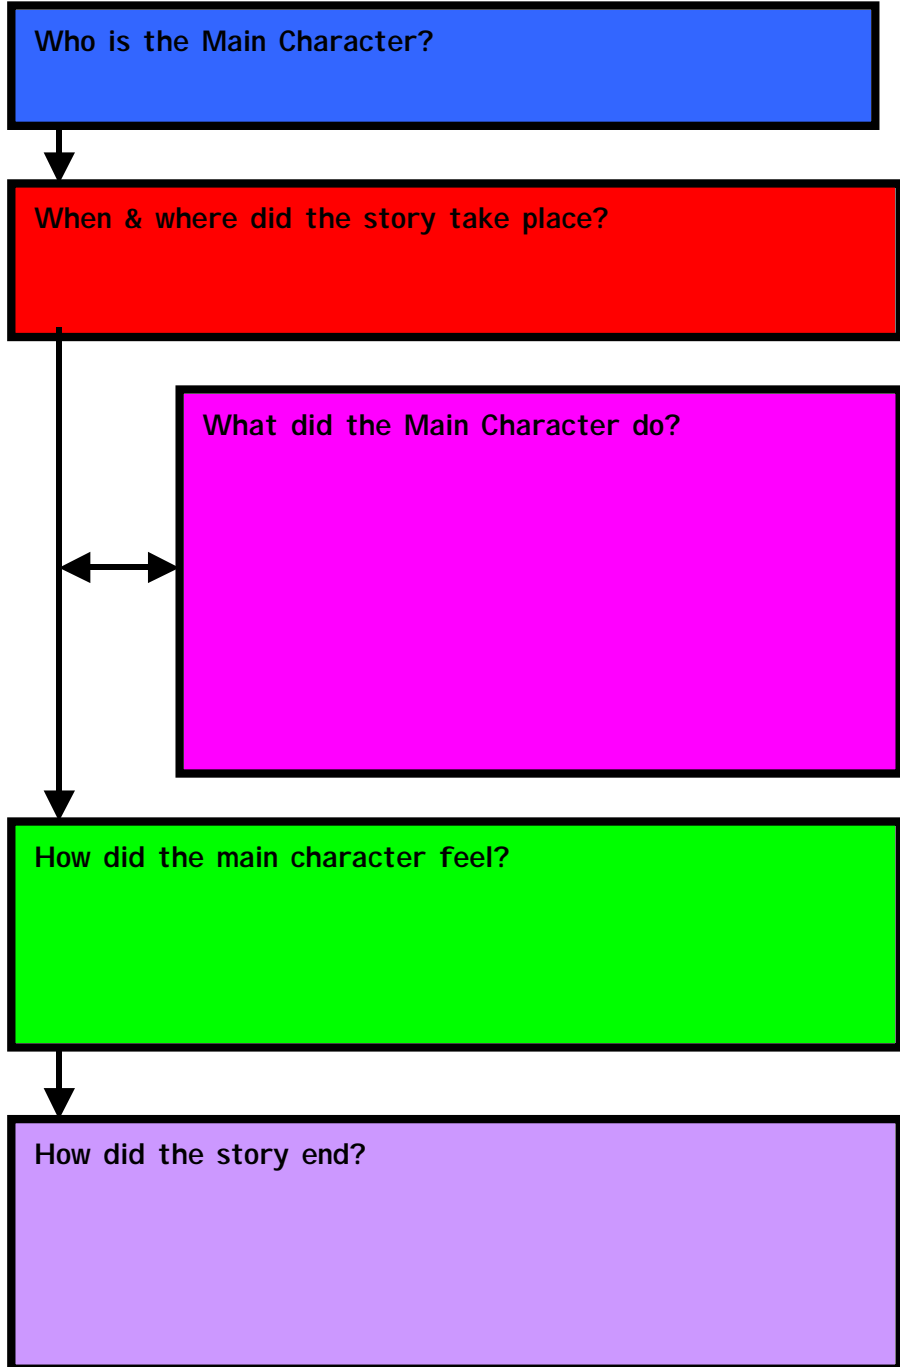 Who is the Main Character?
When & where did the story take place?
What did the Main Character do?
How did the main character feel?
How did the story end?